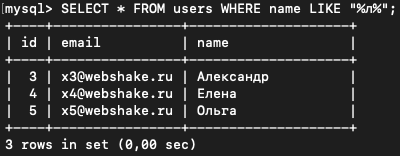 mysql> SELECT * FROM users WHERE name LIKE "%л%";
+----+-----------------+--------------------+
| id | email | name |
+----+-----------------+--------------------+
| 3 | x3@webshake.ru | Александр |
| 4 | x4@webshake.ru | Елена |
| 5 | x5@webshake.ru | Ольга |
+----+-----------------+--------------------+
3 rows in set (0,00 sec)